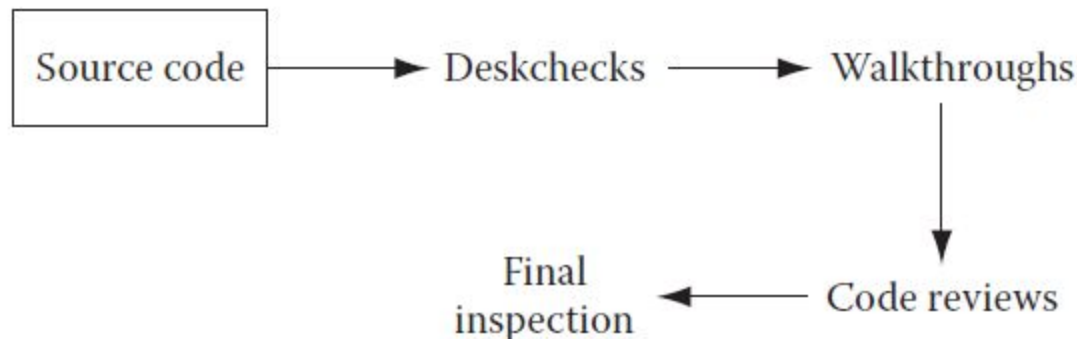 Source code
Deskchecks
Walkthroughs
Code reviews
Final
inspection